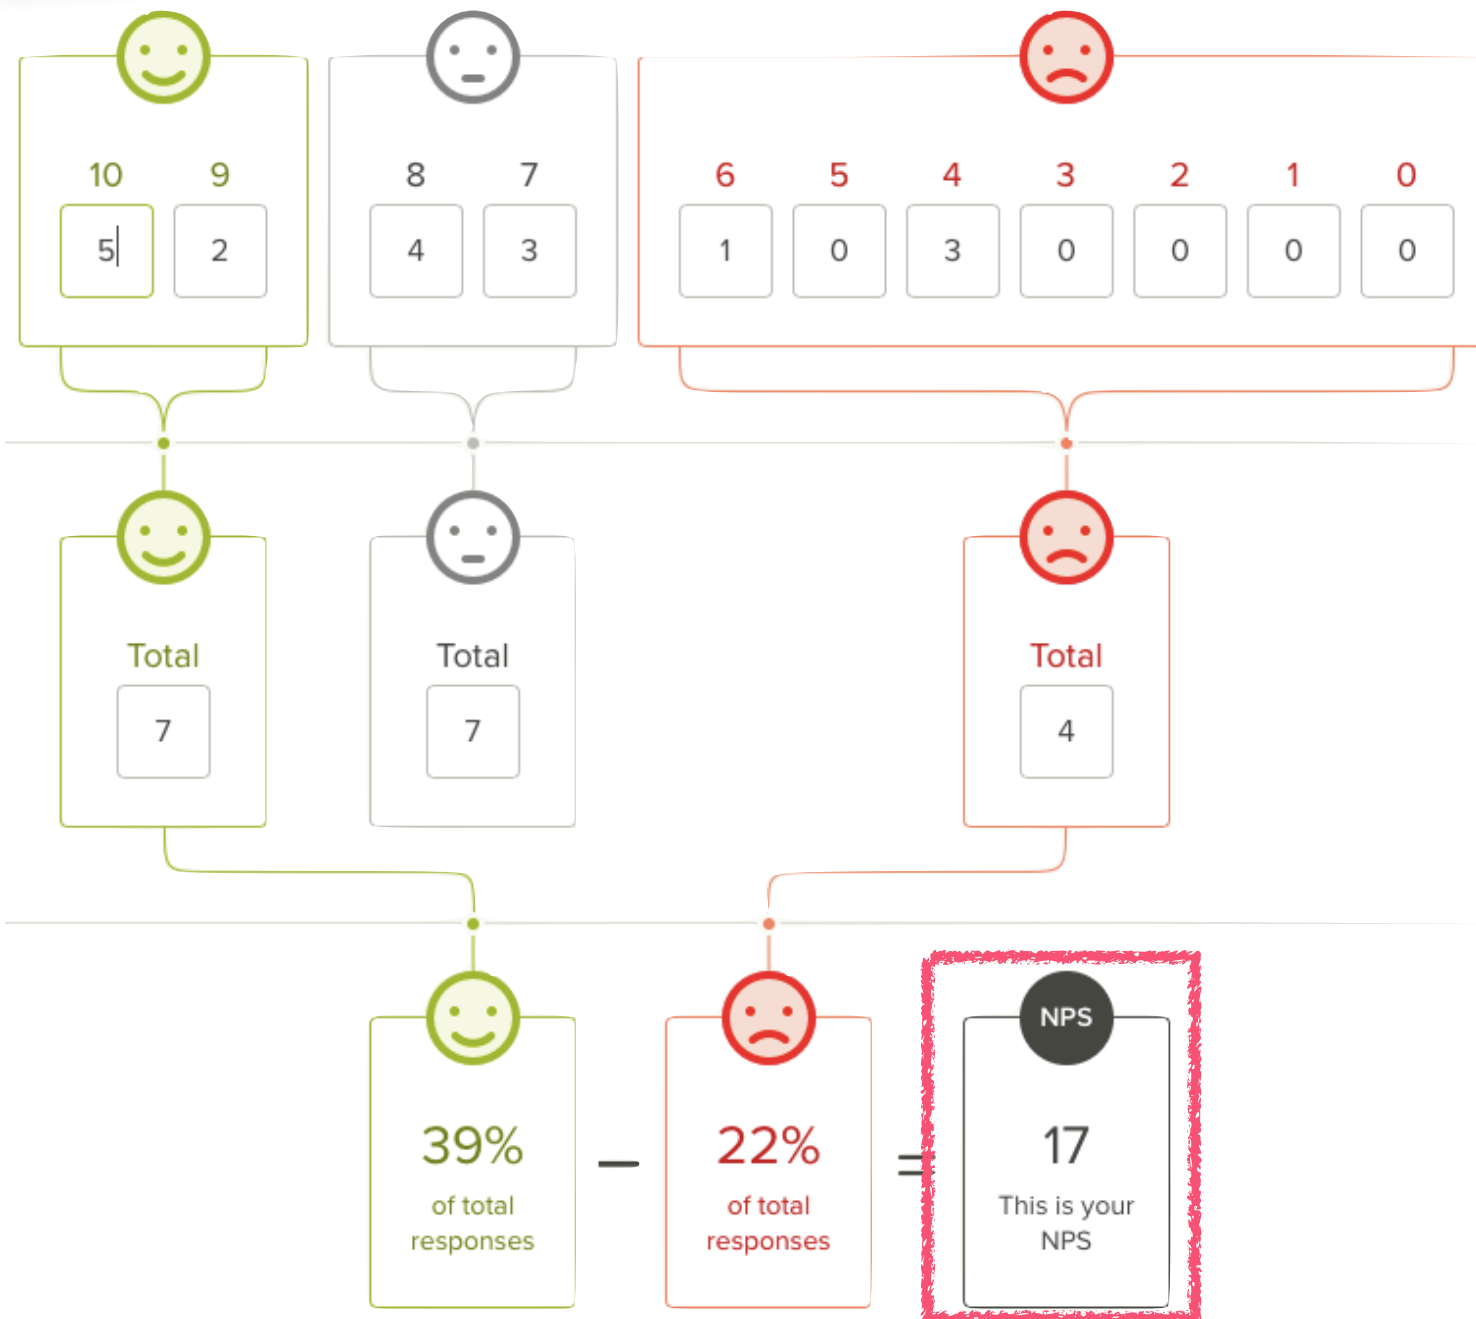 10 9 8 7 6 5 4 3 2 1 0
5 2 4 3 1 0 3 0 0 0 0
Total Total Total
7 7 4
NPS
39% − 22% = 17
of total responses
of total responses
This is your NPS